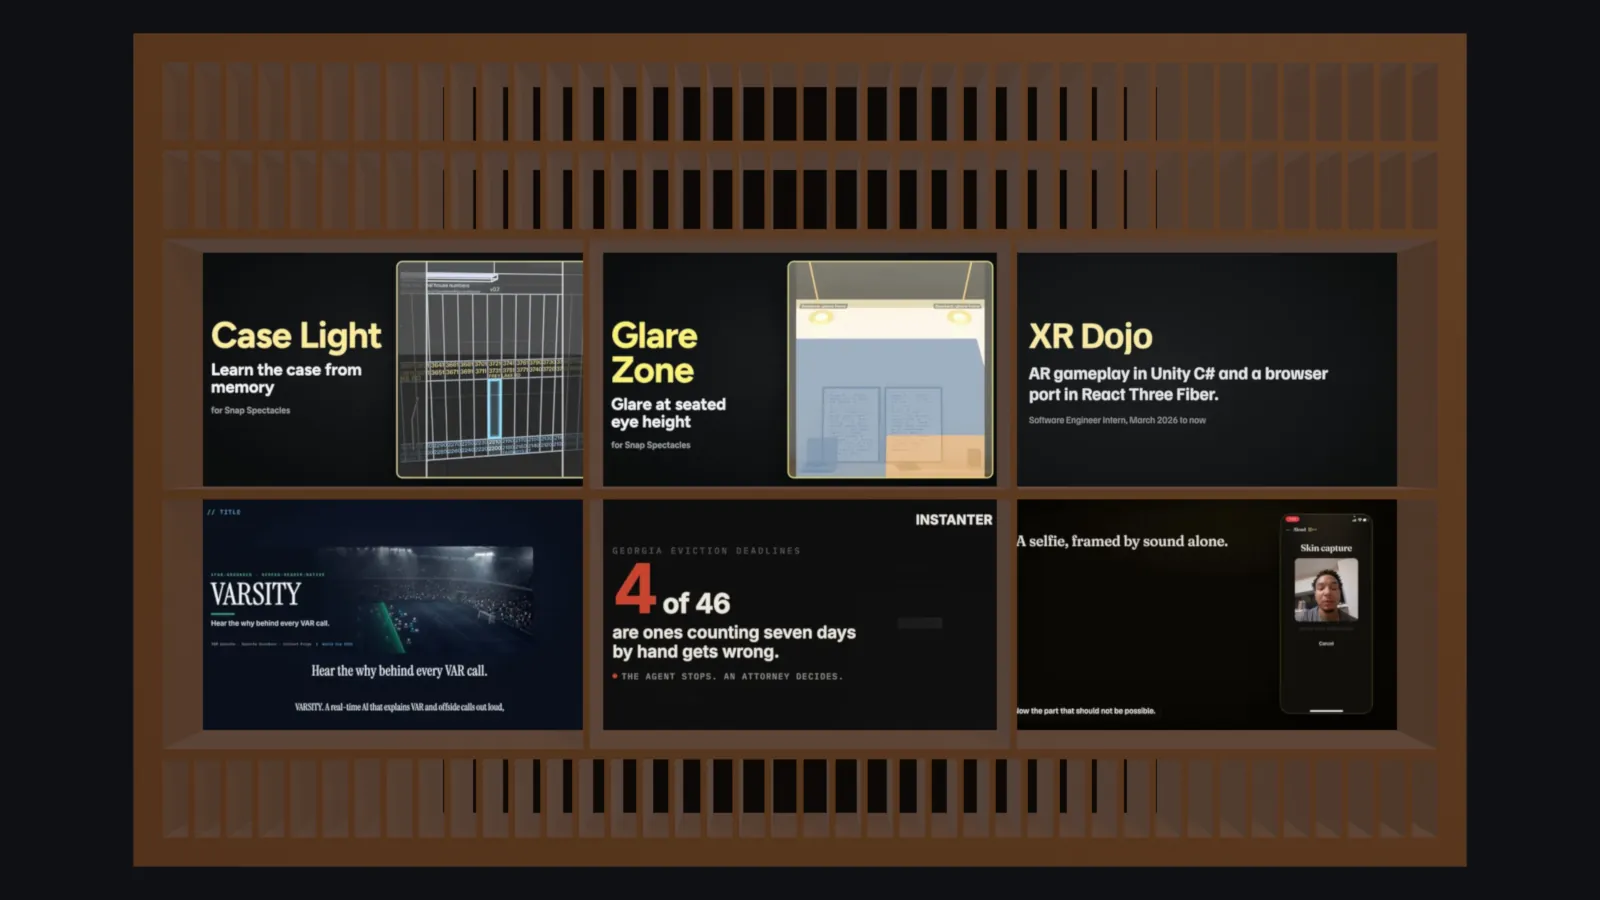 Case Light
Learn the case from
memory
for Snap Spectacles
Glare
Zone
Glare at seated
eye height
for Snap Spectacles
XR Dojo
AR gameplay in Unity C# and a browser
port in React Three Fiber.
Software Engineer Intern, March 2026 to now
// TITLE
VARSITY
Hear the why behind every VAR call.
Hear the why behind every VAR call.
VARSITY. A real-time AI that explains VAR and offside calls out loud,
INSTANTER
GEORGIA EVICTION DEADLINES
4 of 46
are ones counting seven days
by hand gets wrong.
THE AGENT STOPS. AN ATTORNEY DECIDES.
A selfie, framed by sound alone.
Skin capture
Cancel
Now the part that should not be possible.